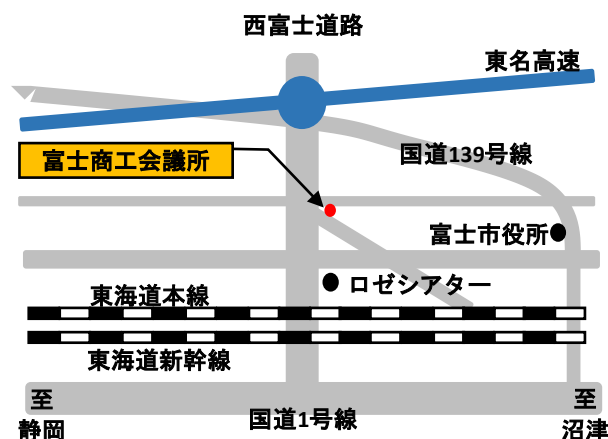 西富士道路
東名高速
国道139号線
富士商工会議所
富士市役所
ロゼシアター
東海道本線
東海道新幹線
至
静岡
国道1号線
至
沼津